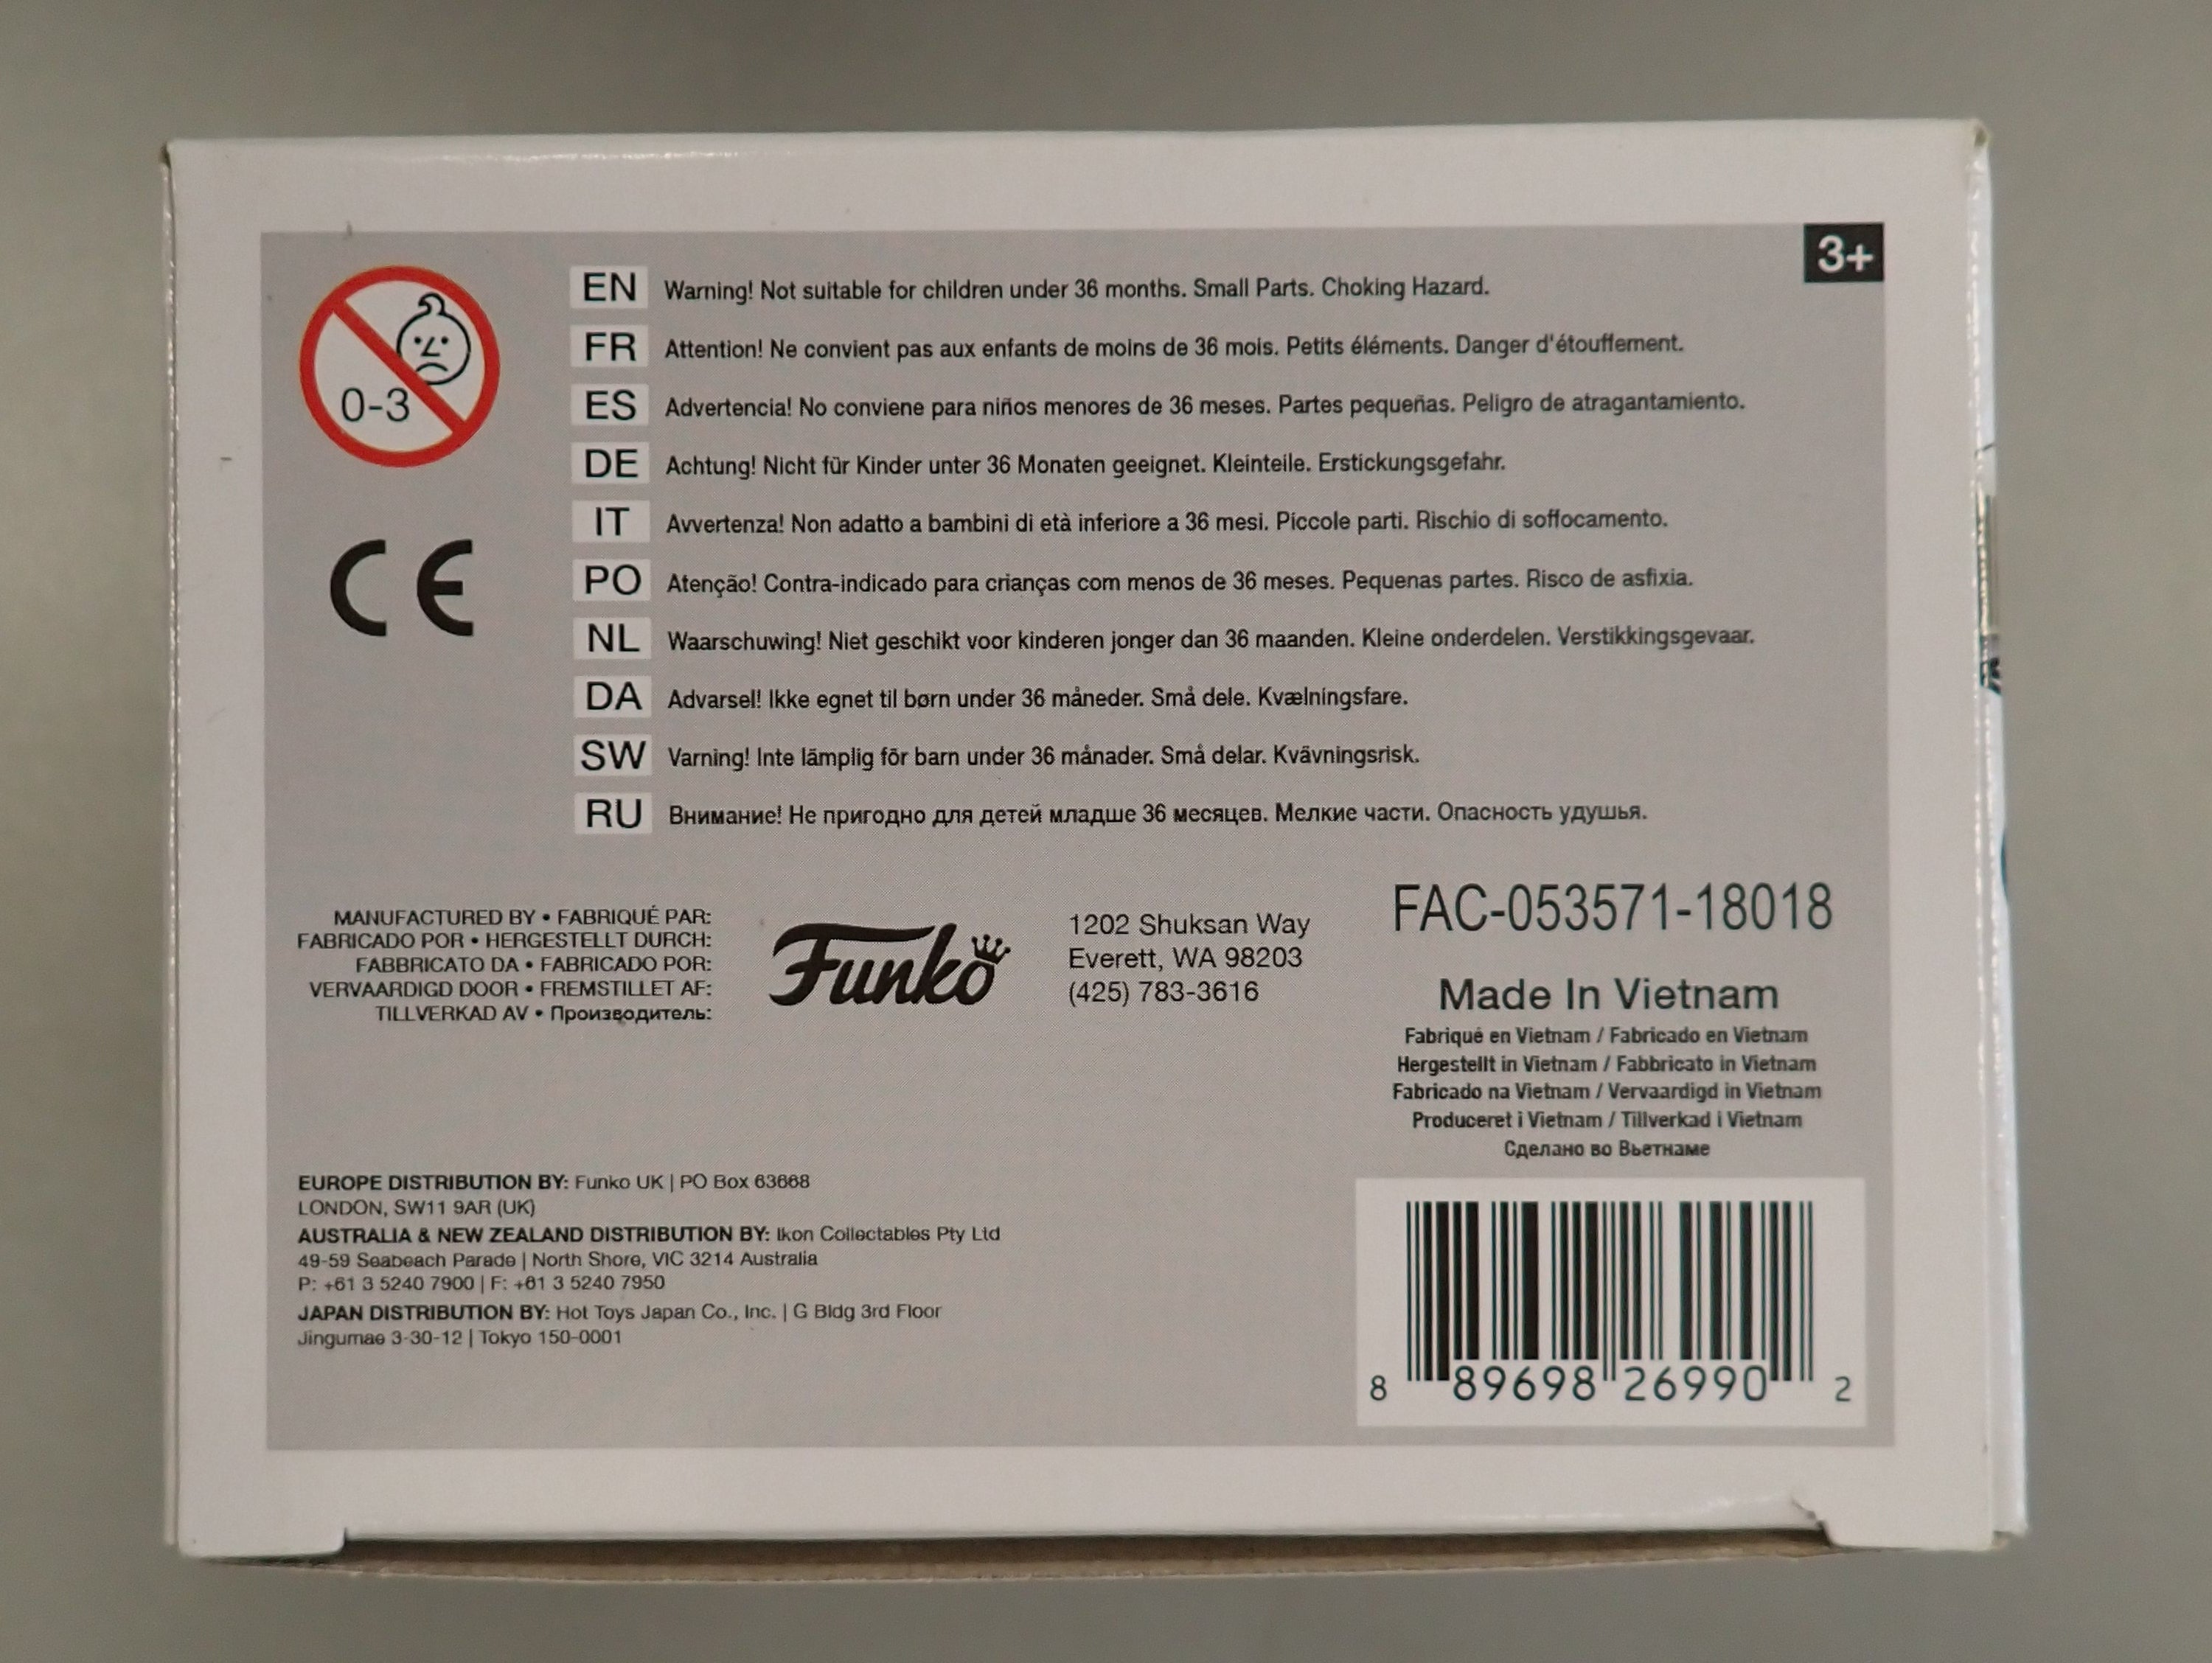 3+
0-3
CE
EN Warning! Not suitable for children under 36 months. Small Parts. Choking Hazard.
FR Attention! Ne convient pas aux enfants de moins de 36 mois. Petits éléments. Danger d'étouffement.
ES Advertencia! No conviene para niños menores de 36 meses. Partes pequeñas. Peligro de atragantamiento.
DE Achtung! Nicht für Kinder unter 36 Monaten geeignet. Kleinteile. Erstickungsgefahr.
IT Avvertenza! Non adatto a bambini di età inferiore a 36 mesi. Piccole parti. Rischio di soffocamento.
PO Atenção! Contra-indicado para crianças com menos de 36 meses. Pequenas partes. Risco de asfixia.
NL Waarschuwing! Niet geschikt voor kinderen jonger dan 36 maanden. Kleine onderdelen. Verstikkingsgevaar.
DA Advarsel! Ikke egnet til børn under 36 måneder. Små dele. Kvælningsfare.
SW Varning! Inte lämplig för barn under 36 månader. Små delar. Kvävningsrisk.
RU Внимание! Не пригодно для детей младше 36 месяцев. Мелкие части. Опасность удушья.
MANUFACTURED BY • FABRIQUÉ PAR:
FABRICADO POR • HERGESTELLT DURCH:
FABBRICATO DA • FABRICADO POR:
VERVAARDIGD DOOR • FREMSTILLET AF:
TILLVERKAD AV • Производитель:
Funko
1202 Shuksan Way
Everett, WA 98203
(425) 783-3616
FAC-053571-18018
Made In Vietnam
Fabriqué en Vietnam / Fabricado en Vietnam
Hergestellt in Vietnam / Fabbricato in Vietnam
Fabricado na Vietnam / Vervaardigd in Vietnam
Produceret i Vietnam / Tillverkad i Vietnam
Сделано во Вьетнаме
EUROPE DISTRIBUTION BY: Funko UK | PO Box 63668
LONDON, SW11 9AR (UK)
AUSTRALIA & NEW ZEALAND DISTRIBUTION BY: Ikon Collectables Pty Ltd
49-59 Seabeach Parade | North Shore, VIC 3214 Australia
P: +61 3 5240 7900 | F: +61 3 5240 7950
JAPAN DISTRIBUTION BY: Hot Toys Japan Co., Inc. | G Bldg 3rd Floor
Jingumae 3-30-12 | Tokyo 150-0001
8 89698 26990 2